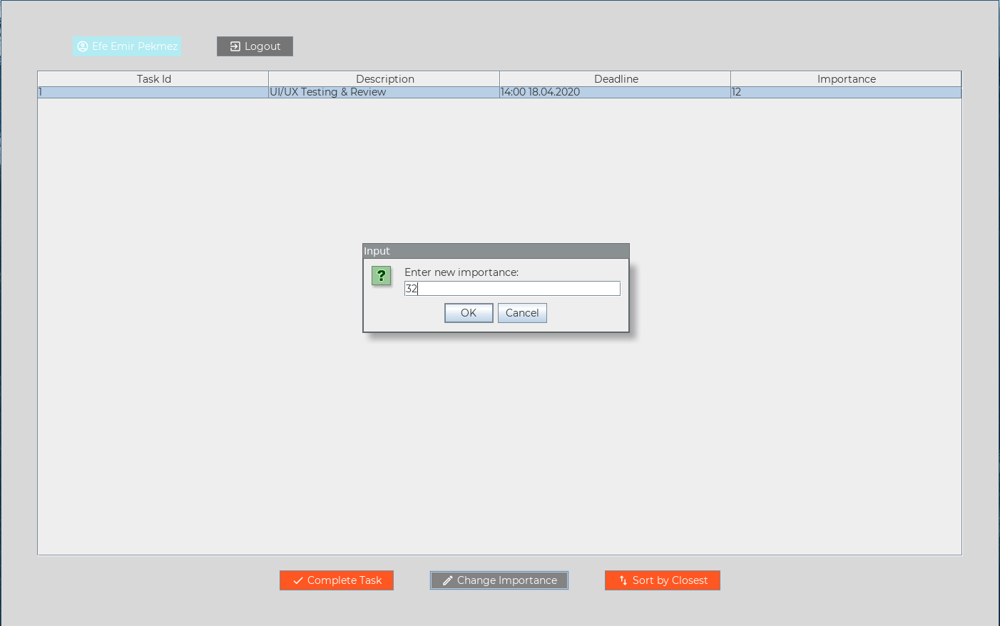 Efe Emir Pekmez
Logout
Task Id Description Deadline Importance
1 UI/UX Testing & Review 14:00 18.04.2020 12
Input
? Enter new importance:
32
OK Cancel
Complete Task Change Importance Sort by Closest